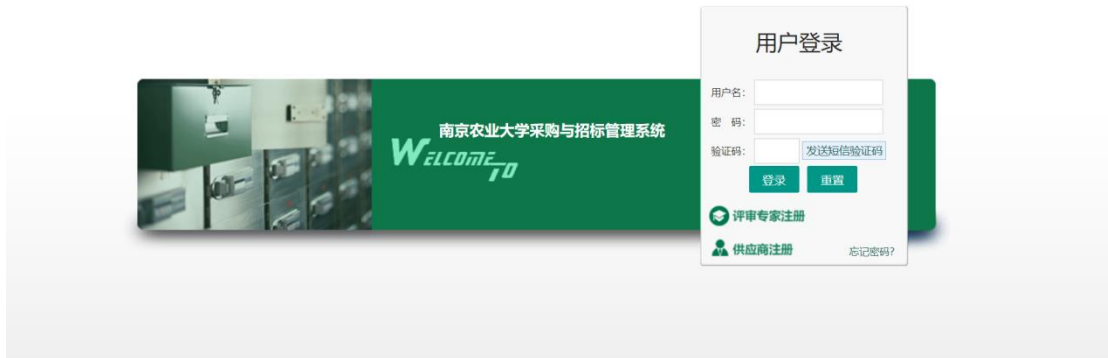 用户登录
南京农业大学采购与招标管理系统
WELCOME TO
用户名:
密 码:
验证码: 发送短信验证码
登录 重置
评审专家注册
供应商注册 忘记密码?